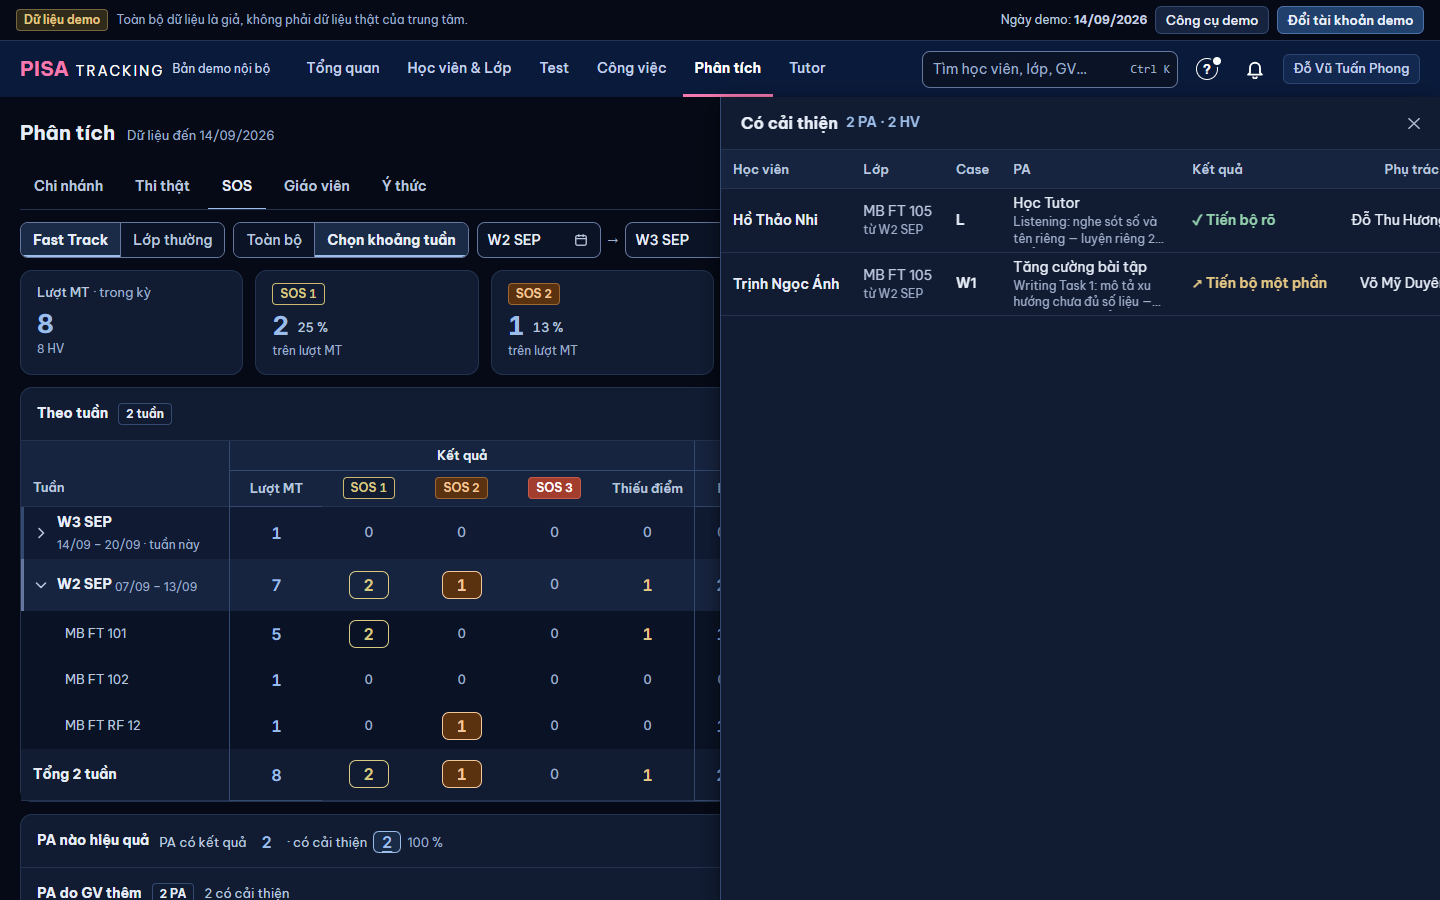 Dữ liệu demo Toàn bộ dữ liệu là giả, không phải dữ liệu thật của trung tâm. Ngày demo: 14/09/2026 Công cụ demo Đổi tài khoản demo
PISA TRACKING Bản demo nội bộ Tổng quan Học viên & Lớp Test Công việc Phân tích Tutor Tìm học viên, lớp, GV... Ctrl K ? Đỗ Vũ Tuấn Phong
Phân tích Dữ liệu đến 14/09/2026
Chi nhánh Thi thật SOS Giáo viên Ý thức
Fast Track Lớp thường Toàn bộ Chọn khoảng tuần W2 SEP → W3 SEP
Lượt MT · trong kỳ
8
8 HV
SOS 1
2 25 %
trên lượt MT
SOS 2
1 13 %
trên lượt MT
Theo tuần 2 tuần
Kết quả
Tuần Lượt MT SOS 1 SOS 2 SOS 3 Thiếu điểm
W3 SEP 1 0 0 0 0
14/09 – 20/09 · tuần này
W2 SEP 07/09 – 13/09 7 2 1 0 1
MB FT 101 5 2 0 0 1
MB FT 102 1 0 0 0 0
MB FT RF 12 1 0 1 0 0
Tổng 2 tuần 8 2 1 0 1
PA nào hiệu quả PA có kết quả 2 · có cải thiện 2 100 %
PA do GV thêm 2 PA 2 có cải thiện
Có cải thiện 2 PA · 2 HV
Học viên Lớp Case PA Kết quả Phụ trác
Hồ Thảo Nhi MB FT 105 từ W2 SEP L Học Tutor ✓ Tiến bộ rõ Đỗ Thu Hương
Listening: nghe sót số và
tên riêng — luyện riêng 2...
Trịnh Ngọc Ánh MB FT 105 từ W2 SEP W1 Tăng cường bài tập ↗ Tiến bộ một phần Võ Mỹ Duyê
Writing Task 1: mô tả xu
hướng chưa đủ số liệu —...